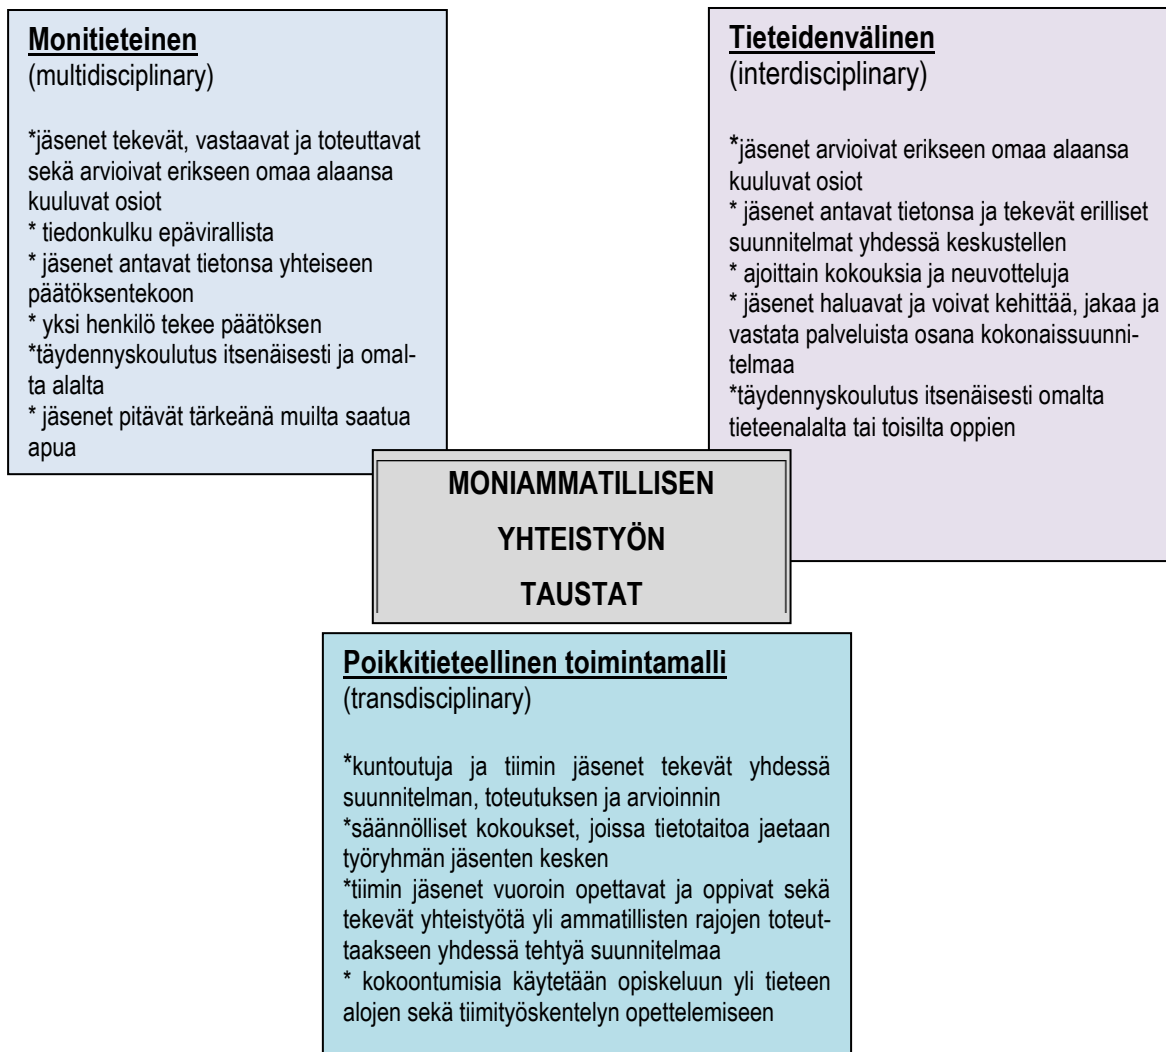 Monitieteinen
(multidisciplinary)
*jäsenet tekevät, vastaavat ja toteuttavat
sekä arvioivat erikseen omaa alaansa
kuuluvat osiot
* tiedonkulku epävirallista
* jäsenet antavat tietonsa yhteiseen
päätöksentekoon
* yksi henkilö tekee päätöksen
*täydennyskoulutus itsenäisesti ja omal-
ta alalta
* jäsenet pitävät tärkeänä muilta saatua
apua
Tieteidenvälinen
(interdisciplinary)
*jäsenet arvioivat erikseen omaa alaansa
kuuluvat osiot
* jäsenet antavat tietonsa ja tekevät erilliset
suunnitelmat yhdessä keskustellen
* ajoittain kokouksia ja neuvotteluja
* jäsenet haluavat ja voivat kehittää, jakaa ja
vastata palveluista osana kokonaissuunni-
telmaa
*täydennyskoulutus itsenäisesti omalta
tieteenalalta tai toisilta oppien
MONIAMMATILLISEN
YHTEISTYÖN
TAUSTAT
Poikkitieteellinen toimintamalli
(transdisciplinary)
*kuntoutuja ja tiimin jäsenet tekevät yhdessä
suunnitelman, toteutuksen ja arvioinnin
*säännölliset kokoukset, joissa tietotaitoa jaetaan
työryhmän jäsenten kesken
*tiimin jäsenet vuoroin opettavat ja oppivat sekä
tekevät yhteistyötä yli ammatillisten rajojen toteut-
taakseen yhdessä tehtyä suunnitelmaa
* kokoontumisia käytetään opiskeluun yli tieteen
alojen sekä tiimityöskentelyn opettelemiseen